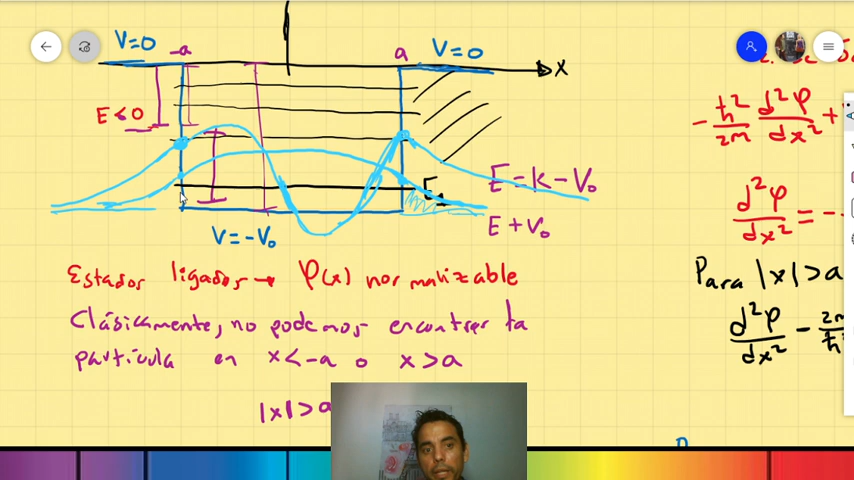 V=0
-a
a
V=0
x
E<0
E = k - V₀
E + V₀
V = -V₀
Estados ligados → φ(x) normalizable
Clásicamente, no podemos encontrar la
partícula en x<-a o x>a
|x|>a
-ħ²/2m d²φ/dx² +
d²φ/dx² = -
Para |x|>a
d²φ/dx² - 2m/ħ²